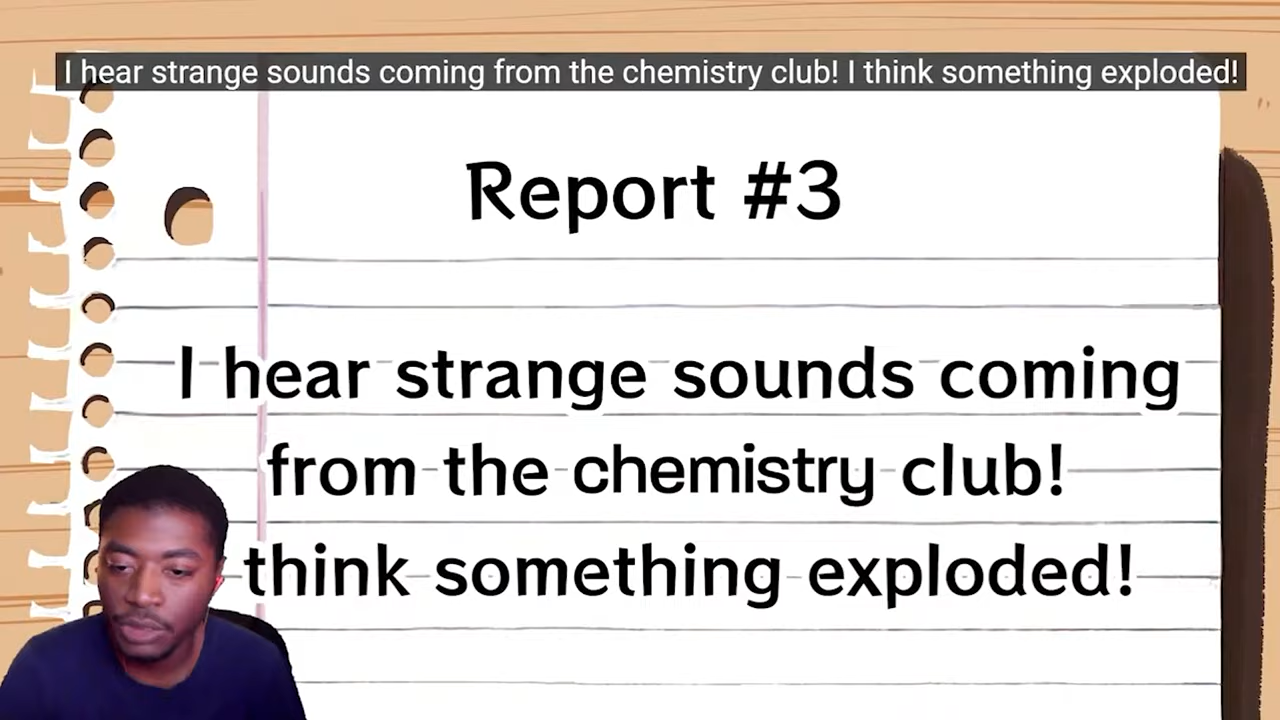 I hear strange sounds coming from the chemistry club! I think something exploded!
Report #3
I hear strange sounds coming
from the chemistry club!
think something exploded!